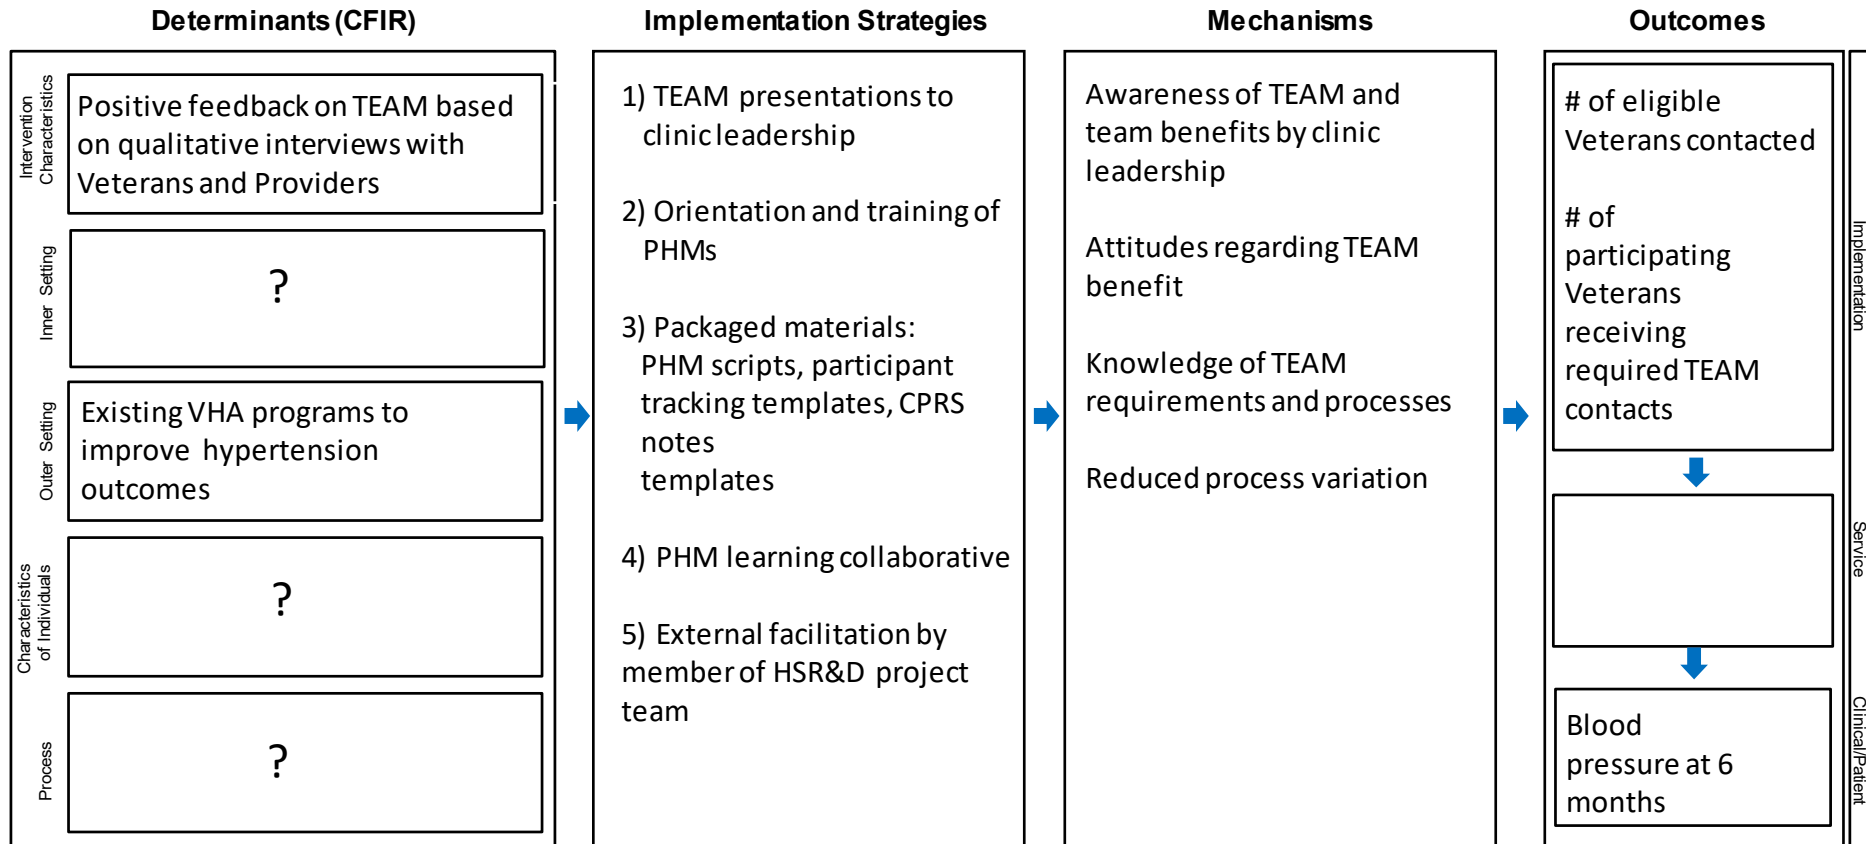 Determinants (CFIR)
Intervention
Characteristics
Positive feedback on TEAM based
on qualitative interviews with
Veterans and Providers
Inner Setting
?
Outer Setting
Existing VHA programs to
improve hypertension
outcomes
Characteristics
of Individuals
?
Process
?
Implementation Strategies
1) TEAM presentations to
clinic leadership
2) Orientation and training of
PHMs
3) Packaged materials:
PHM scripts, participant
tracking templates, CPRS
notes
templates
4) PHM learning collaborative
5) External facilitation by
member of HSR&D project
team
Mechanisms
Awareness of TEAM and
team benefits by clinic
leadership
Attitudes regarding TEAM
benefit
Knowledge of TEAM
requirements and processes
Reduced process variation
Outcomes
# of eligible
Veterans contacted
# of
participating
Veterans
receiving
required TEAM
contacts
Implementation
Service
Blood
pressure at 6
months
Clinical/Patient